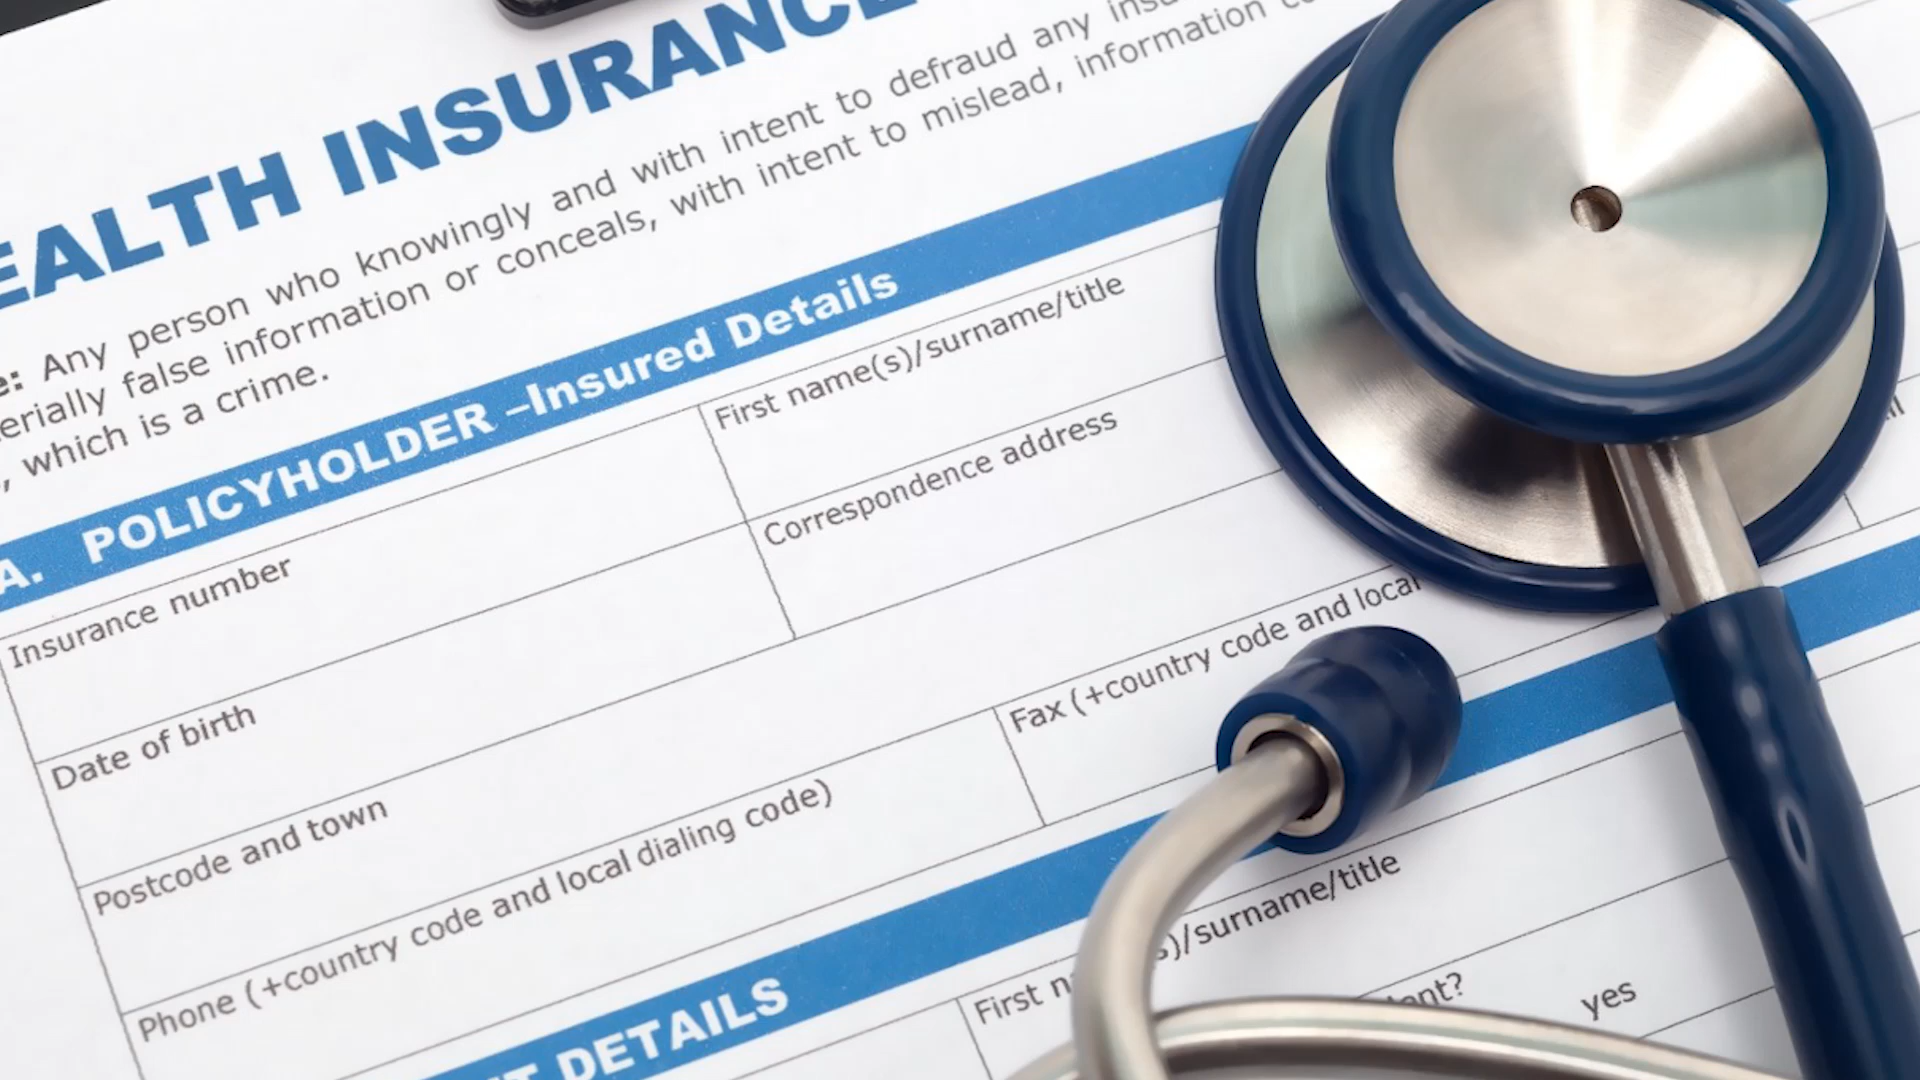 EALTH INSURANCE
e: Any person who knowingly and with intent to defraud any insu
erially false information or conceals, with intent to mislead, information co
, which is a crime.
A. POLICYHOLDER –Insured Details
Insurance number
First name(s)/surname/title
Date of birth
Correspondence address
Postcode and town
Phone (+country code and local dialing code)
Fax (+country code and local
T DETAILS
First n s)/surname/title
ent?
yes